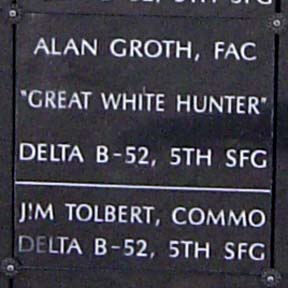 ALAN GROTH, FAC
"GREAT WHITE HUNTER"
DELTA B-52, 5TH SFG
JIM TOLBERT, COMMO
DELTA B-52, 5TH SFG